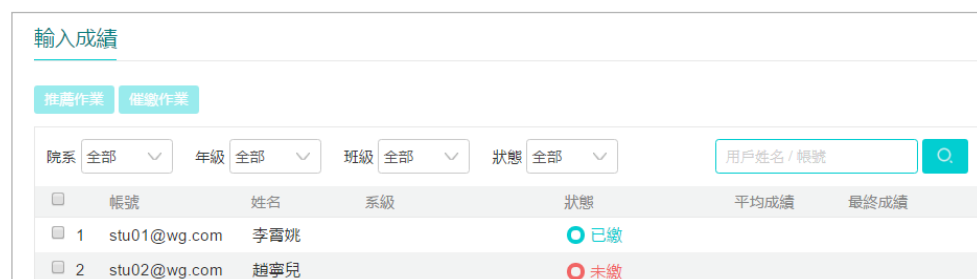 輸入成績
推薦作業 催繳作業
院系 全部 年級 全部 班級 全部 狀態 全部 用戶姓名 / 帳號
帳號 姓名 系級 狀態 平均成績 最終成績
1 stu01@wg.com 李霄姚 已繳
2 stu02@wg.com 趙寧兒 未繳